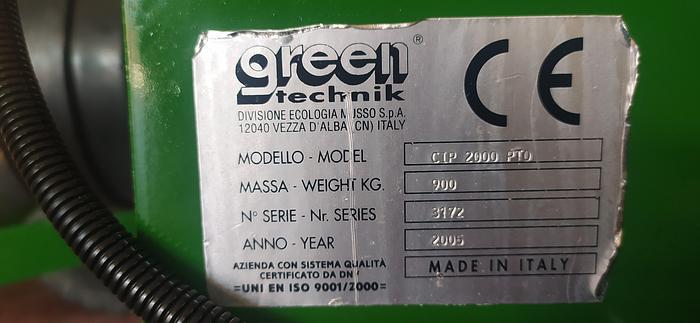 green®
technik
DIVISIONE ECOLOGIA MUSSO S.p.A.
12040 VEZZA D'ALBA (CN) ITALY
CE
MODELLO - MODEL CIP 2000 PTO
MASSA - WEIGHT KG. 900
N° SERIE - Nr. SERIES 3172
ANNO - YEAR 2005
AZIENDA CON SISTEMA QUALITÀ
CERTIFICATO DA DNV
=UNI EN ISO 9001/2000=
MADE IN ITALY